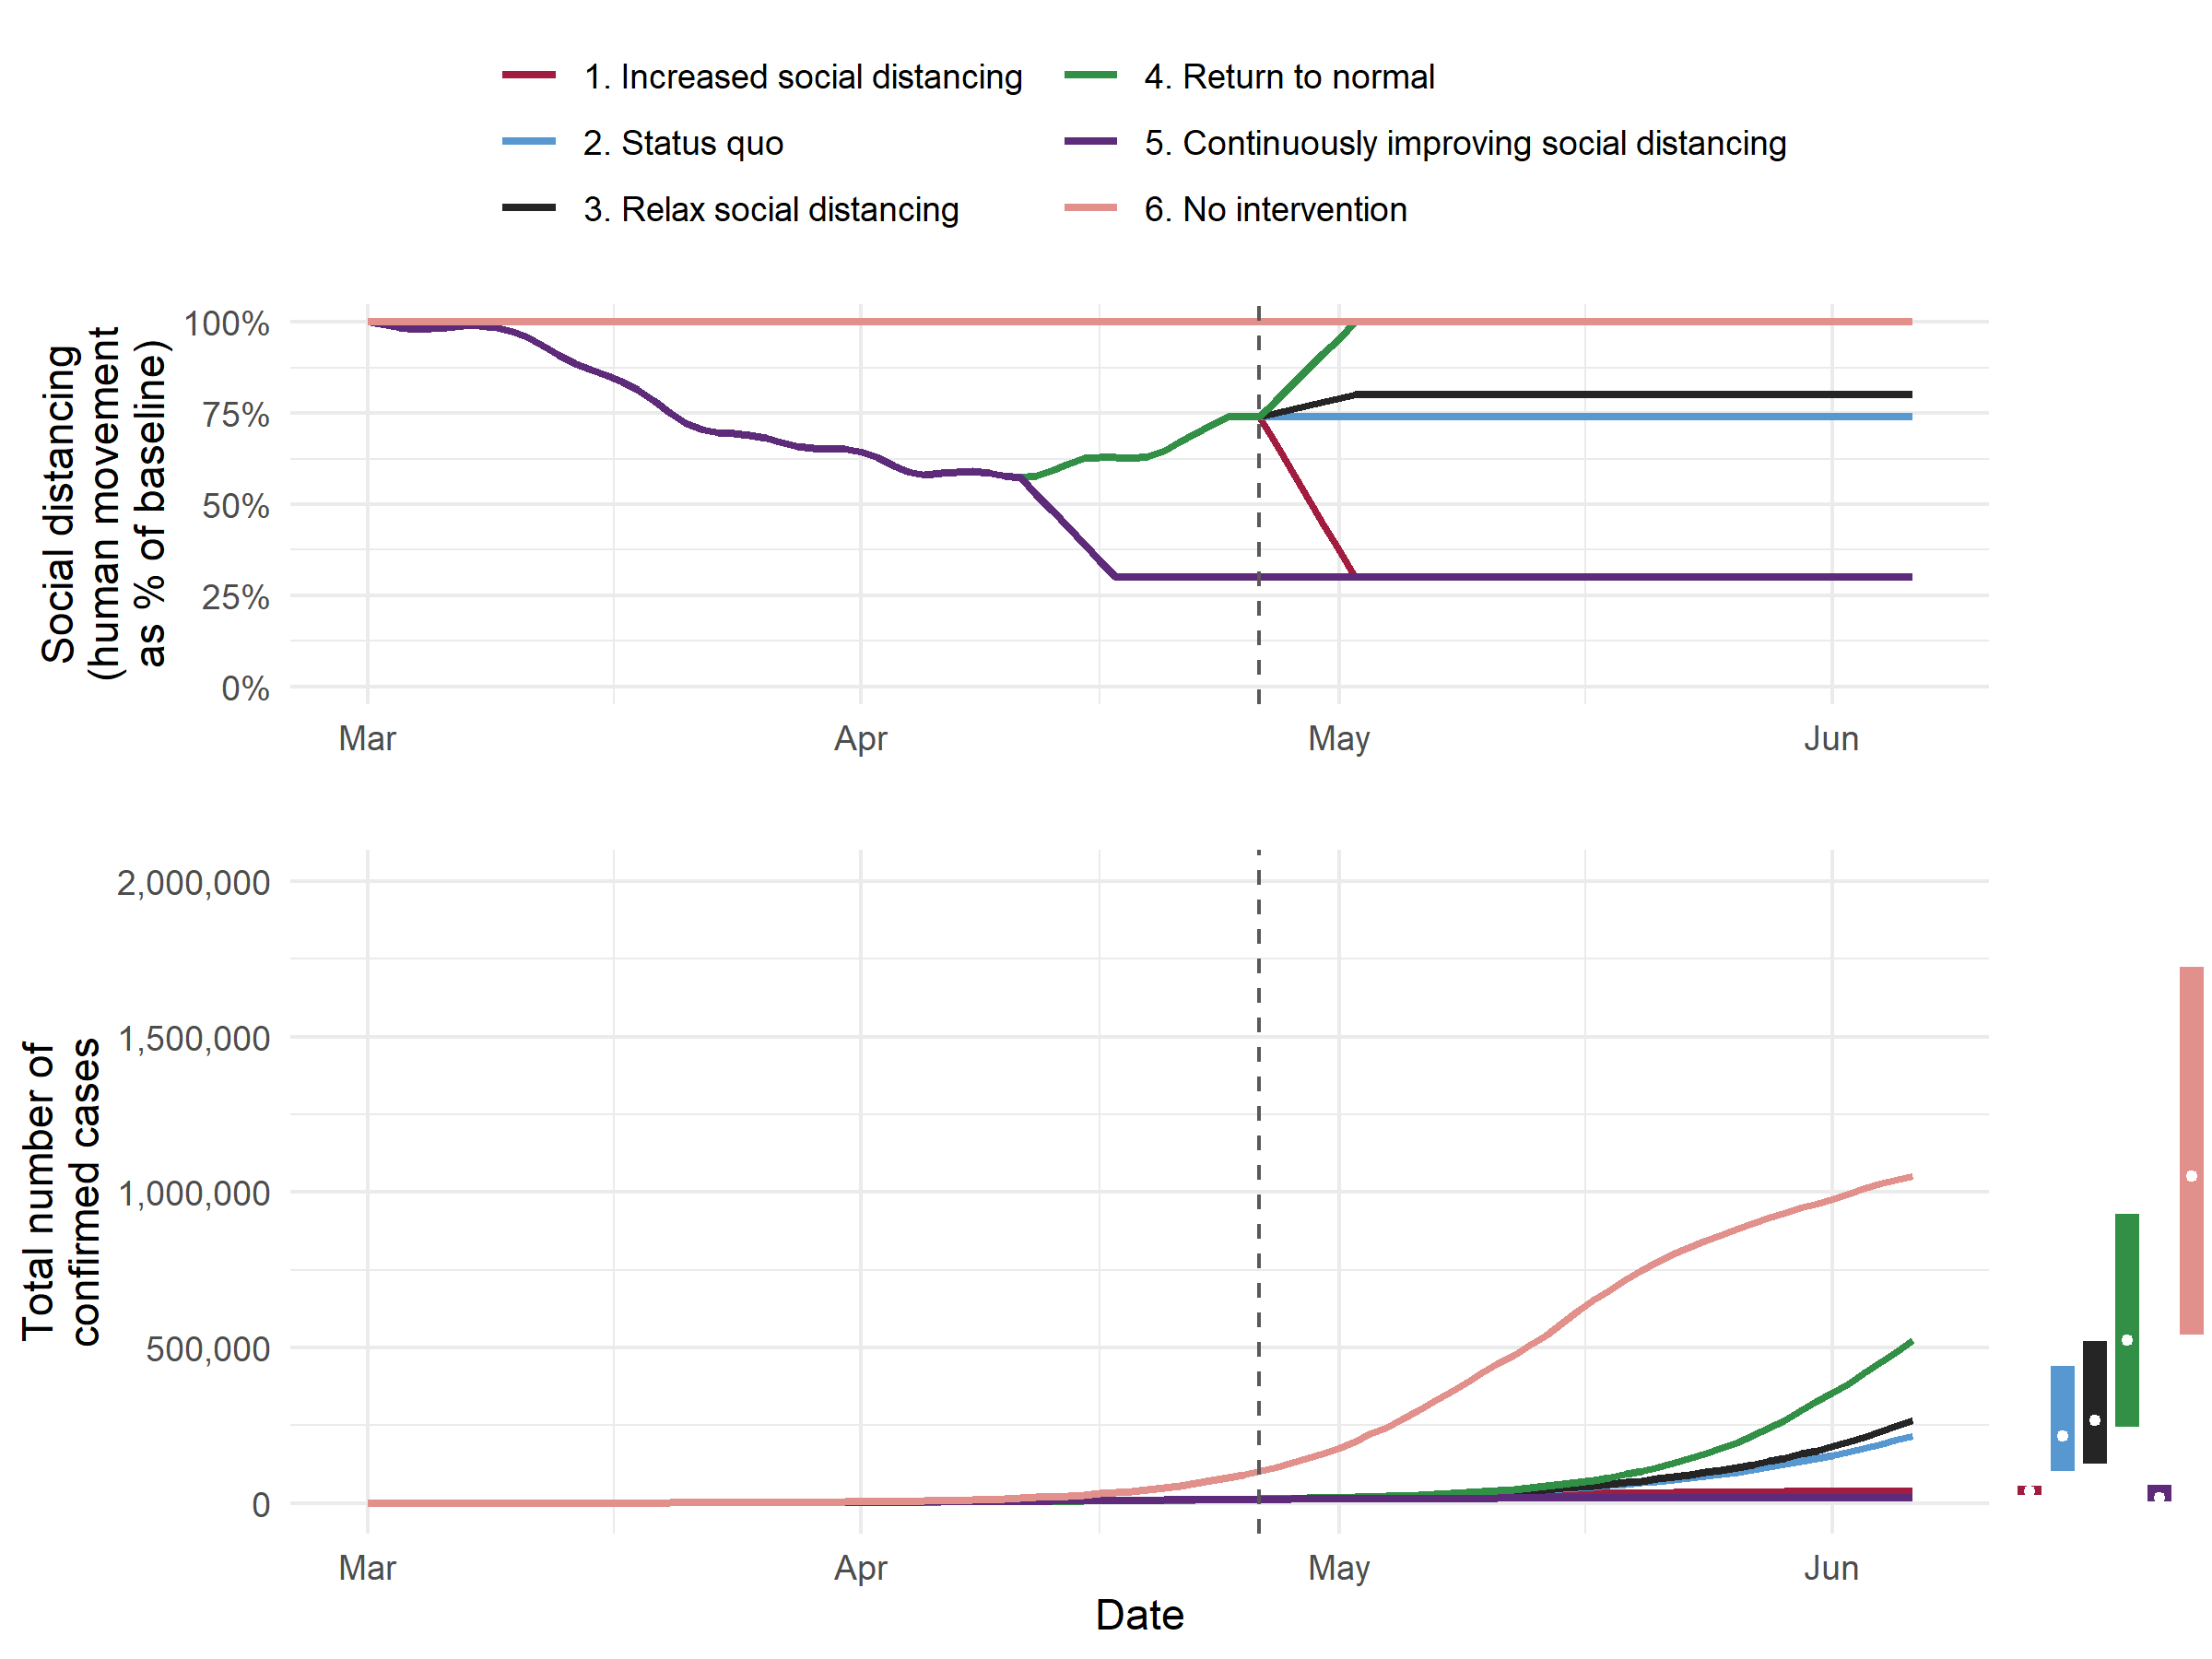 1. Increased social distancing
4. Return to normal
2. Status quo
5. Continuously improving social distancing
3. Relax social distancing
6. No intervention
Social distancing
(human movement
as % of baseline)
100%
75%
50%
25%
0%
Mar
Apr
May
Jun
Total number of
confirmed cases
2,000,000
1,500,000
1,000,000
500,000
0
Mar
Apr
May
Jun
Date